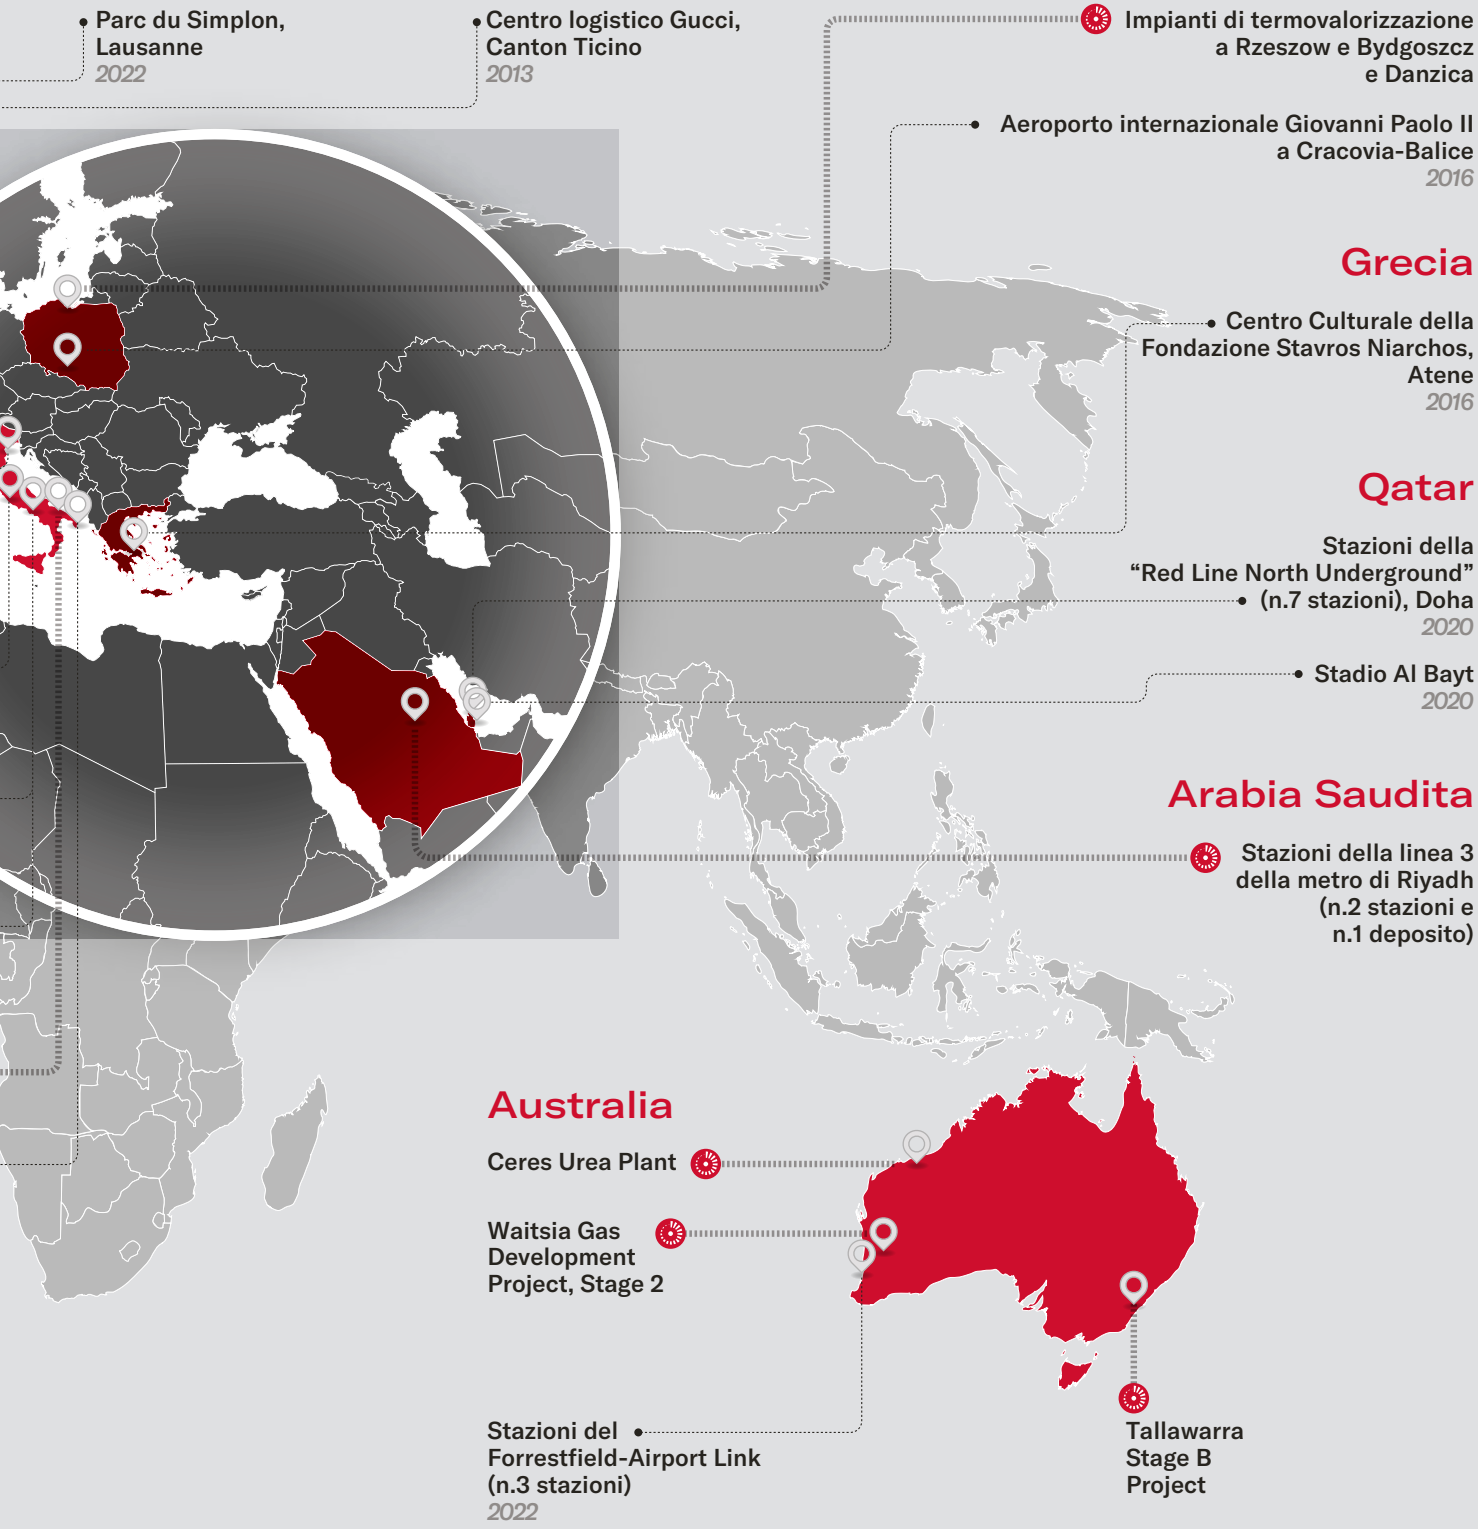 Parc du Simplon,
Lausanne
2022
Centro logistico Gucci,
Canton Ticino
2013
Impianti di termovalorizzazione
a Rzeszow e Bydgoszcz
e Danzica
Aeroporto internazionale Giovanni Paolo II
a Cracovia-Balice
2016
Grecia
Centro Culturale della
Fondazione Stavros Niarchos,
Atene
2016
Qatar
Stazioni della
“Red Line North Underground”
(n.7 stazioni), Doha
2020
Stadio Al Bayt
2020
Arabia Saudita
Stazioni della linea 3
della metro di Riyadh
(n.2 stazioni e
n.1 deposito)
Australia
Ceres Urea Plant
Waitsia Gas
Development
Project, Stage 2
Stazioni del
Forrestfield-Airport Link
(n.3 stazioni)
2022
Tallawarra
Stage B
Project